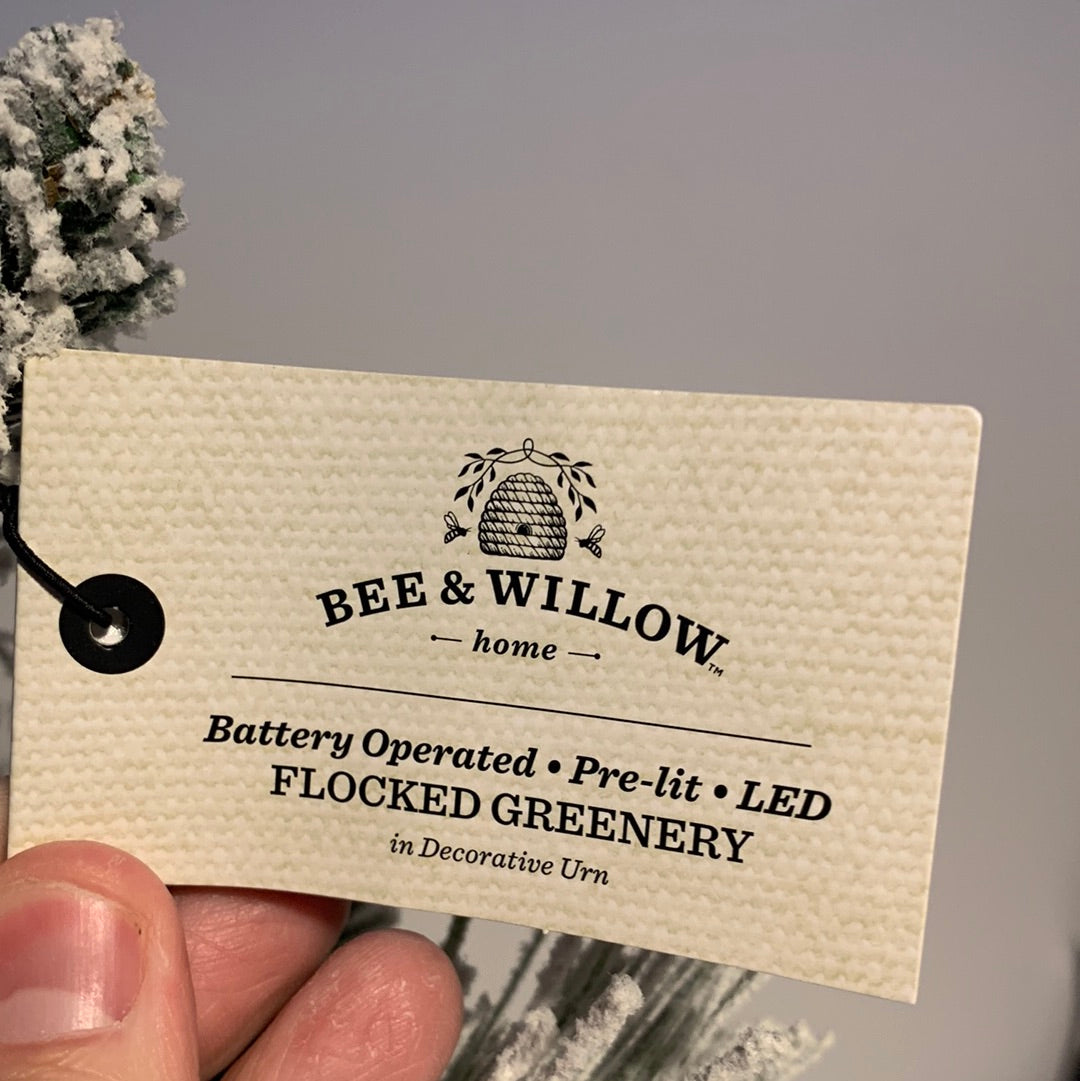 BEE & WILLOW™
home
Battery Operated • Pre-lit • LED
FLOCKED GREENERY
in Decorative Urn